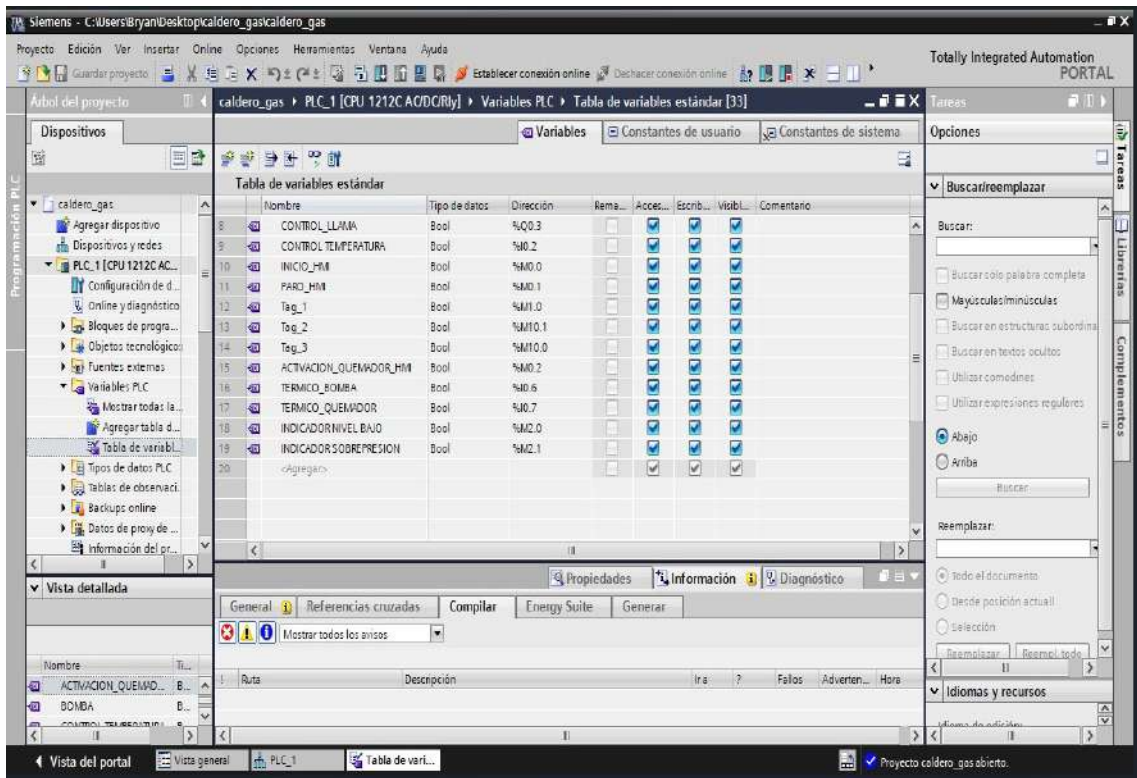 Siemens - C:\Users\Bryan\Desktop\caldero_gas\caldero_gas
Proyecto Edición Ver Insertar Online Opciones Herramientas Ventana Ayuda
Totally Integrated Automation
PORTAL
Guardar proyecto
Establecer conexión online
Deshacer conexión online
Árbol del proyecto
caldero_gas ▸ PLC_1 [CPU 1212C AC/DC/Rly] ▸ Variables PLC ▸ Tabla de variables estándar [33]
Tareas
Dispositivos
Variables
Constantes de usuario
Constantes de sistema
Opciones
Programación PLC
caldero_gas
Agregar dispositivo
Dispositivos y redes
PLC_1 [CPU 1212C AC...
Configuración de d...
Online y diagnóstico
Bloques de progra...
Objetos tecnológicos
Fuentes externas
Variables PLC
Mostrar todas la...
Agregar tabla d...
Tabla de variabl...
Tipos de datos PLC
Tablas de observaci...
Backups online
Datos de proxy de ...
Información del pr...
Tabla de variables estándar
Nombre Tipo de datos Dirección Rema... Acces... Escrib... Visibl... Comentario
8 CONTROL_LLAMA Bool %Q0.3
9 CONTROL TEMPERATURA Bool %I0.2
10 INICIO_HMI Bool %M0.0
11 PARO_HMI Bool %M0.1
12 Tag_1 Bool %M1.0
13 Tag_2 Bool %M10.1
14 Tag_3 Bool %M10.0
15 ACTIVACION_QUEMADOR_HMI Bool %M0.2
16 TERMICO_BOMBA Bool %I0.6
17 TERMICO_QUEMADOR Bool %I0.7
18 INDICADOR NIVEL BAJO Bool %M2.0
19 INDICADOR SOBREPRESION Bool %M2.1
20 <Agregar>
Buscar/reemplazar
Buscar:
Buscar sólo palabra completa
Mayúsculas/minúsculas
Buscar en estructuras subordina
Buscar en textos ocultos
Utilizar comodines
Utilizar expresiones regulares
Abajo
Arriba
Buscar
Reemplazar:
Todo el documento
Desde posición actuall
Selección
Reemplazar Reempl. todo
Idiomas y recursos
Idioma de edición:
Tareas
Librerías
Complementos
Propiedades
Información
Diagnóstico
General
Referencias cruzadas
Compilar
Energy Suite
Generar
Mostrar todos los avisos
! Ruta Descripción Ir a ? Fallos Adverten... Hora
Vista detallada
Nombre Ti...
ACTIVACION_QUEMAD... B...
BOMBA B...
CONTROL TEMPERATURA B...
Vista del portal
Vista general
PLC_1
Tabla de vari...
Proyecto caldero_gas abierto.